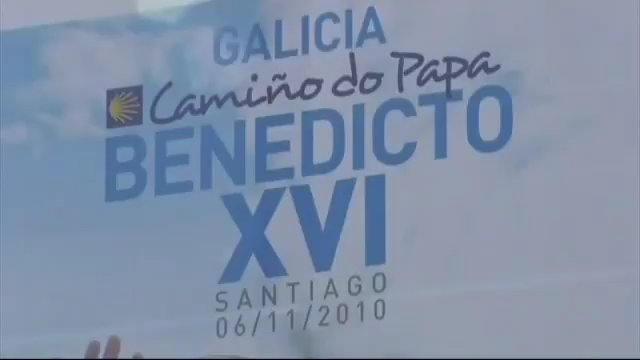 GALICIA
Camiño do Papa
BENEDICTO
XVI
SANTIAGO
06/11/2010